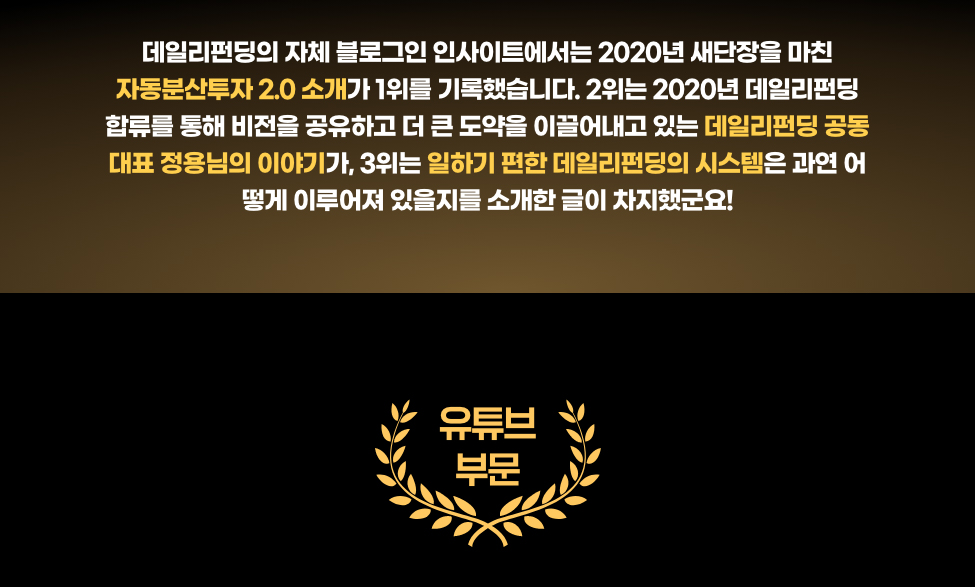 데일리펀딩의 자체 블로그인 인사이트에서는 2020년 새단장을 마친
자동분산투자 2.0 소개가 1위를 기록했습니다. 2위는 2020년 데일리펀딩
합류를 통해 비전을 공유하고 더 큰 도약을 이끌어내고 있는 데일리펀딩 공동
대표 정용님의 이야기가, 3위는 일하기 편한 데일리펀딩의 시스템은 과연 어
떻게 이루어져 있을지를 소개한 글이 차지했군요!
유튜브
부문